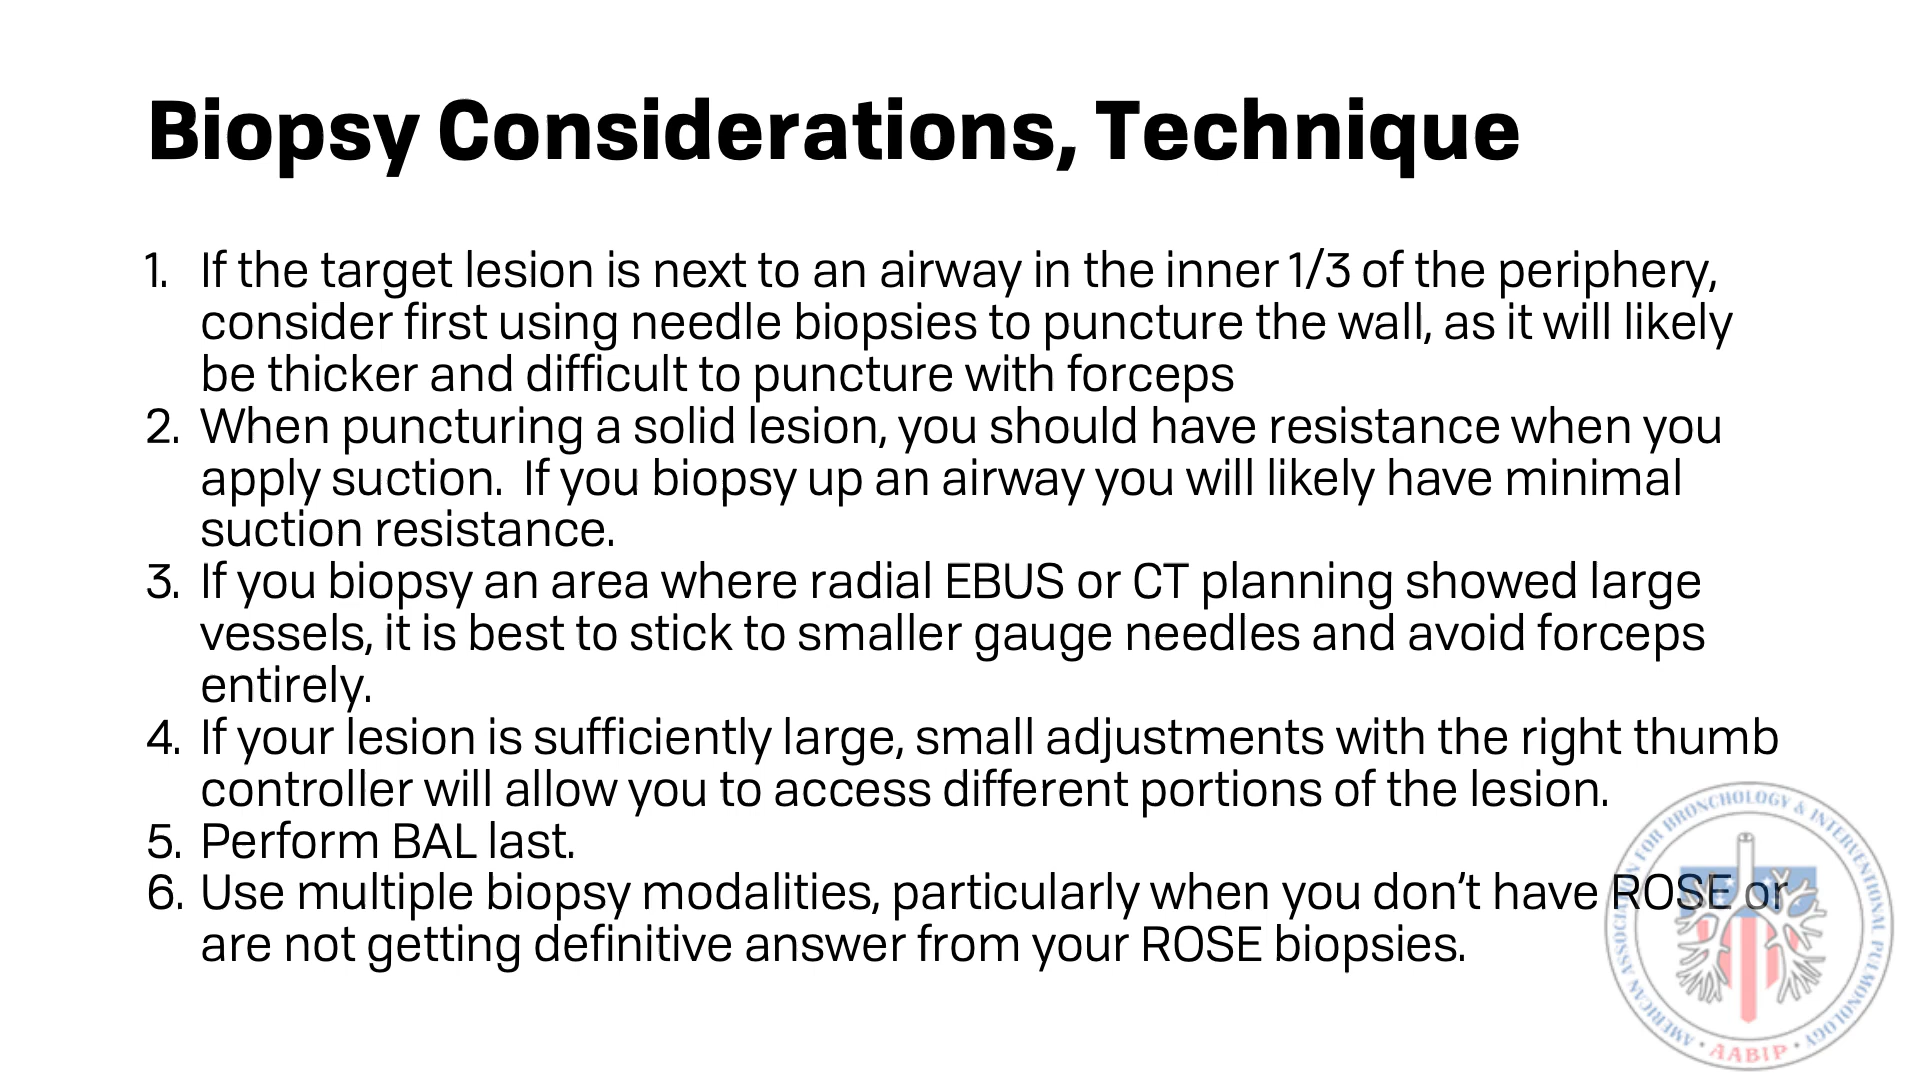 Biopsy Considerations, Technique
1. If the target lesion is next to an airway in the inner 1/3 of the periphery,
consider first using needle biopsies to puncture the wall, as it will likely
be thicker and difficult to puncture with forceps
2. When puncturing a solid lesion, you should have resistance when you
apply suction.  If you biopsy up an airway you will likely have minimal
suction resistance.
3. If you biopsy an area where radial EBUS or CT planning showed large
vessels, it is best to stick to smaller gauge needles and avoid forceps
entirely.
4. If your lesion is sufficiently large, small adjustments with the right thumb
controller will allow you to access different portions of the lesion.
5. Perform BAL last.
6. Use multiple biopsy modalities, particularly when you don’t have ROSE or
are not getting definitive answer from your ROSE biopsies.
AMERICAN ASSOCIATION FOR BRONCHOLOGY & INTERVENTIONAL PULMONOLOGY
• AABIP •